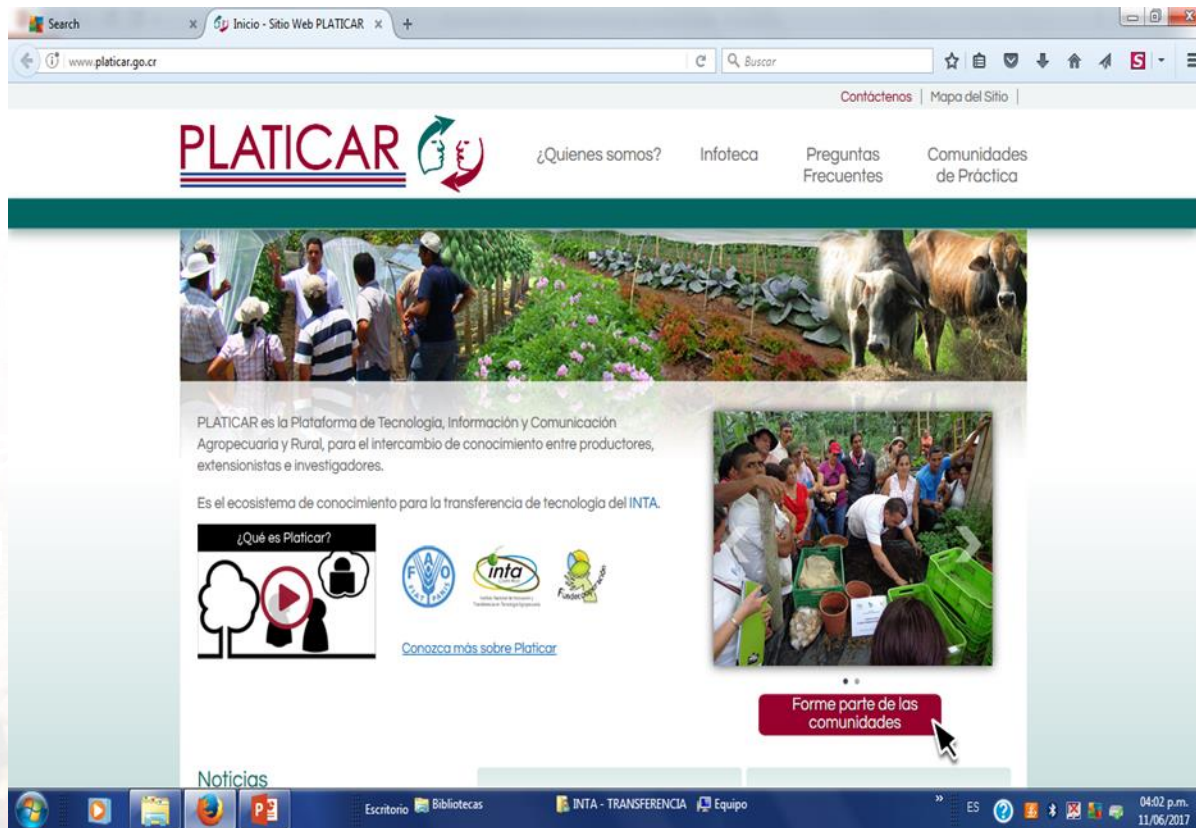 Search
Inicio - Sitio Web PLATICAR
www.platicar.go.cr
Buscar
Contáctenos | Mapa del Sitio |
PLATICAR
¿Quienes somos?
Infoteca
Preguntas
Frecuentes
Comunidades
de Práctica
PLATICAR es la Plataforma de Tecnología, Información y Comunicación
Agropecuaria y Rural, para el intercambio de conocimiento entre productores,
extensionistas e investigadores.
Es el ecosistema de conocimiento para la transferencia de tecnología del INTA.
¿Qué es Platicar?
FAO
FIAT PANIS
inta
Conozca más sobre Platicar
Forme parte de las
comunidades
Noticias
Escritorio
Bibliotecas
INTA - TRANSFERENCIA
Equipo
ES
04:02 p.m.
11/06/2017